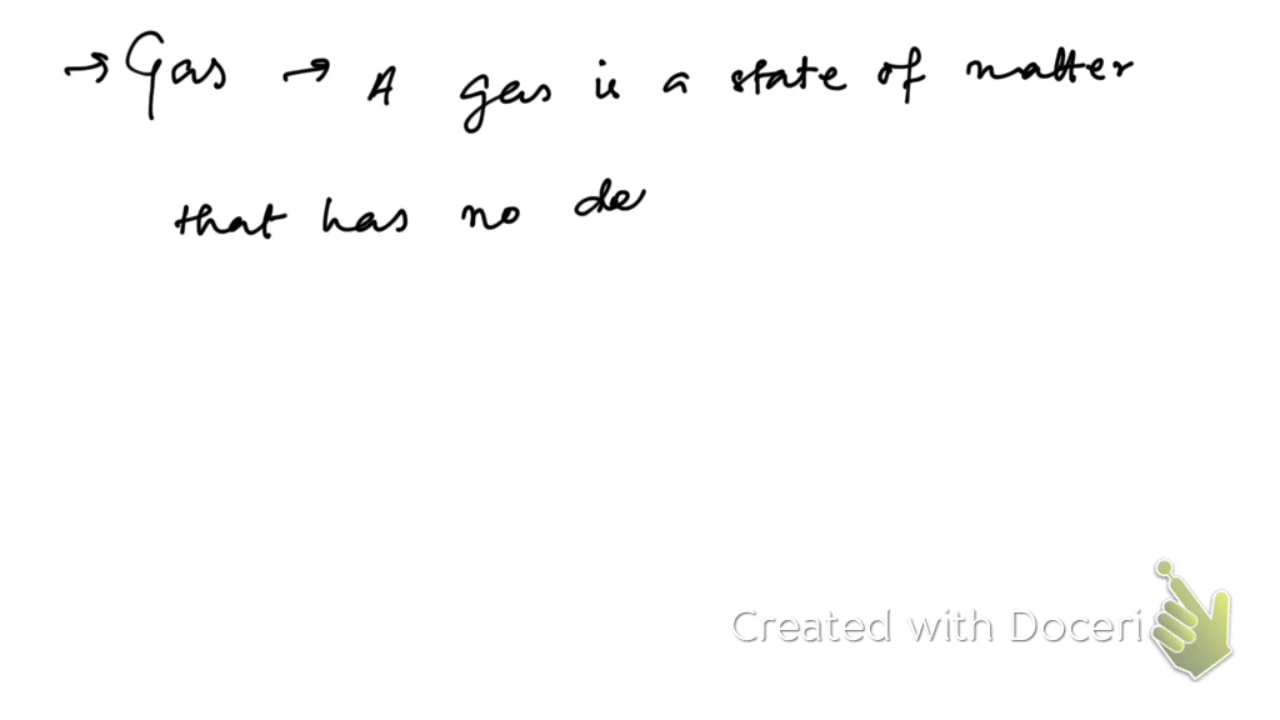 → Gas → A gas is a state of matter
that has no de
Created with Doceri